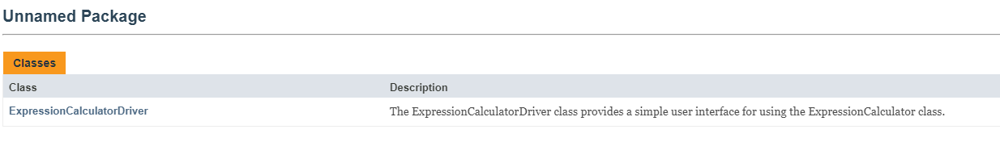 Unnamed Package
Classes
Class Description
ExpressionCalculatorDriver The ExpressionCalculatorDriver class provides a simple user interface for using the ExpressionCalculator class.